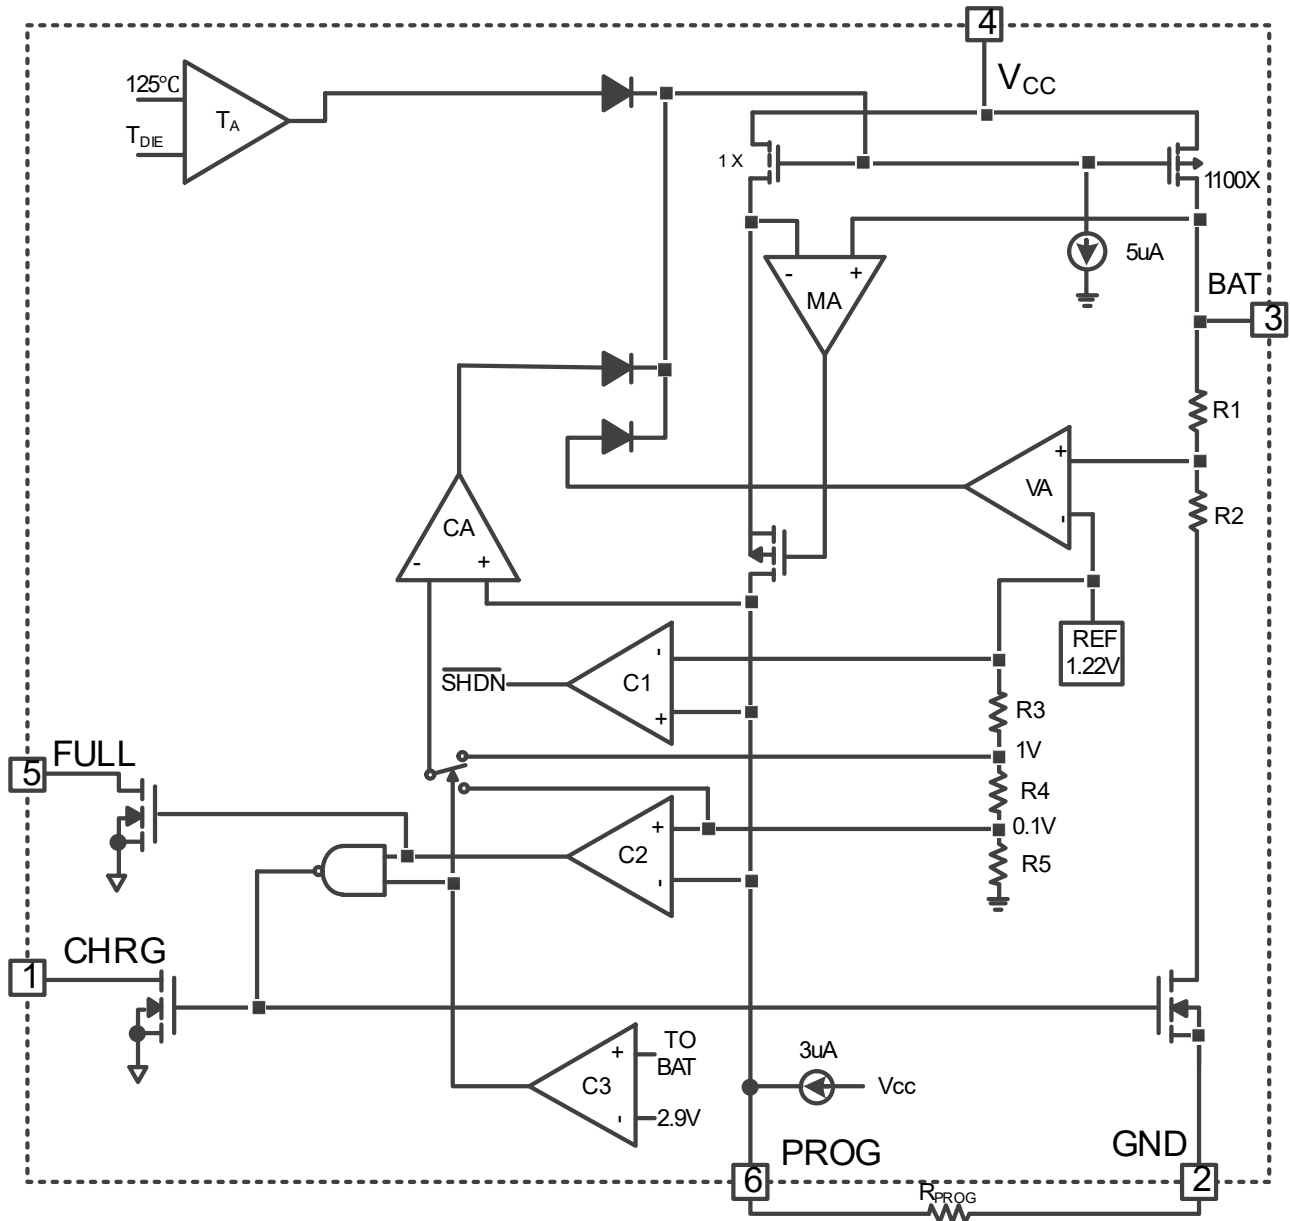 4
VCC
125℃
TA
TDIE
1 X
1100X
5uA
- +
MA
BAT
3
R1
+
VA
-
R2
CA
- +
REF
1.22V
-
SHDN
C1
+
R3
FULL
5
1V
R4
+
0.1V
C2
R5
-
CHRG
1
3uA
TO
+
BAT
C3
Vcc
-
2.9V
PROG
GND
6
RPROG
2